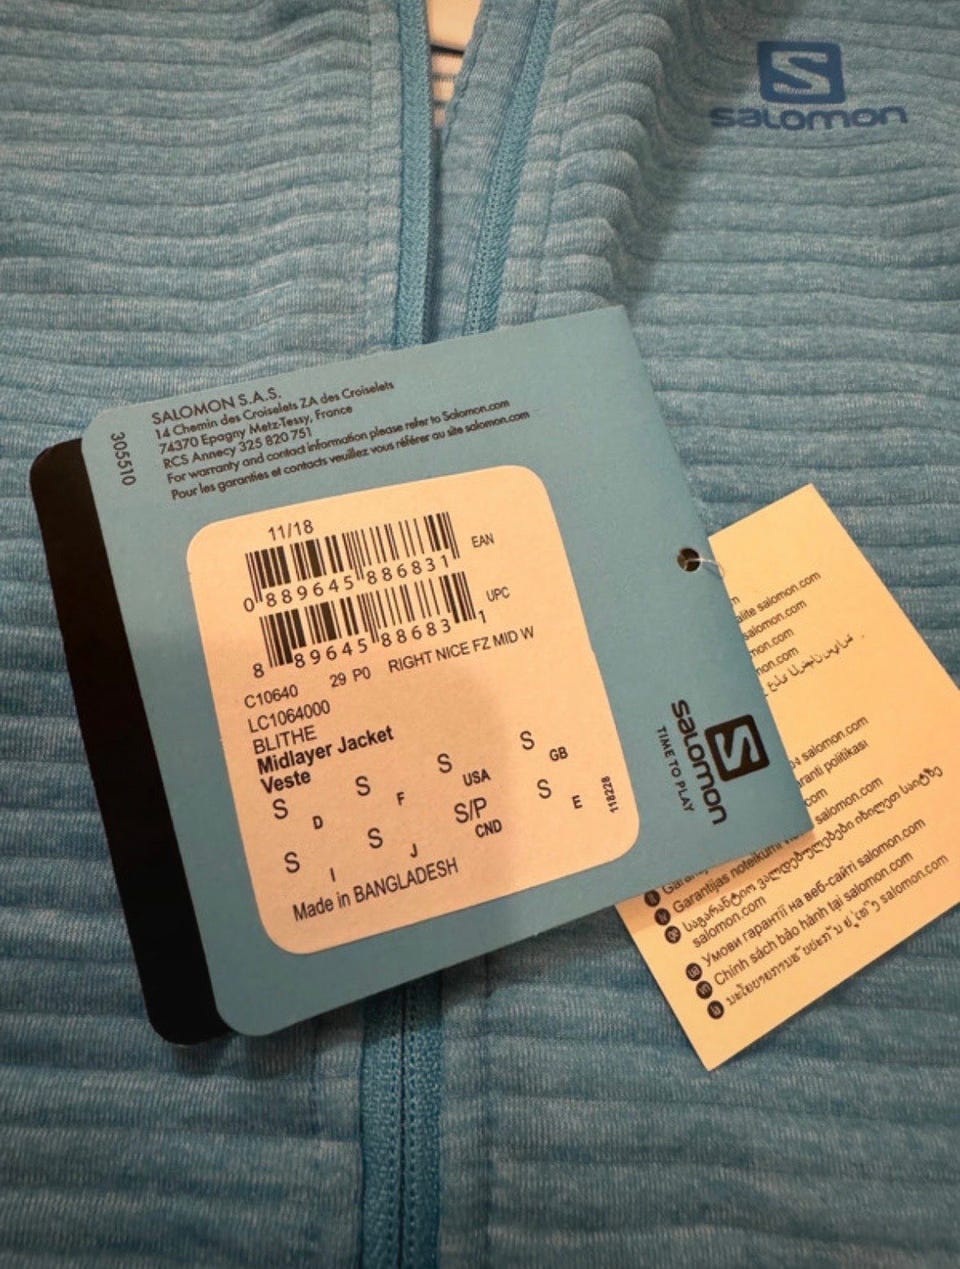 salomon
305510
SALOMON S.A.S.
14 Chemin des Croiselets ZA des Croiselets
74370 Epagny Metz-Tessy, France
RCS Annecy 325 820 751
For warranty and contact information please refer to Salomon.com
Pour les garanties et contacts veuillez vous référer au site salomon.com
11/18
EAN
0 889645 886831
UPC
8 89645 88683 1
C10640 29 P0 RIGHT NICE FZ MID W
LC1064000
BLITHE
Midlayer Jacket
Veste
S D S F S USA S GB
S I S J S/P CND S E
118228
Made in BANGLADESH
salomon
TIME TO PLAY
salomon.com
salomon.com
salomon.com
salomon.com
Garantijas noteikumi salomon.com
salomon.com
Умови гарантії на веб-сайті salomon.com
Chính sách bảo hành tại salomon.com
salomon.com